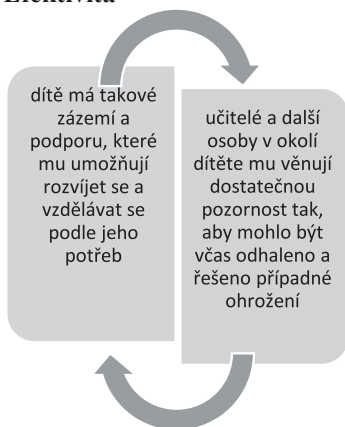 Efektivita
dítě má takové
zázemí a
podporu, které
mu umožňují
rozvíjet se a
vzdělávat se
podle jeho
potřeb
učitelé a další
osoby v okolí
dítěte mu věnují
dostatečnou
pozornost tak,
aby mohlo být
včas odhaleno a
řešeno případné
ohrožení